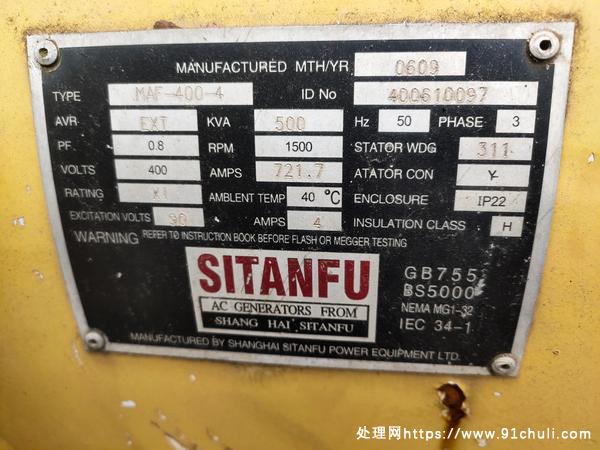 MANUFACTURED MTH/YR 0609
TYPE MAF-400-4 ID No 400610097
AVR EXT KVA 500 Hz 50 PHASE 3
PF. 0.8 RPM 1500 STATOR WDG 311
VOLTS 400 AMPS 721.7 ATATOR CON Y
RATING X1 AMBLENT TEMP 40 °C ENCLOSURE IP22
EXCITATION VOLTS 90 AMPS 4 INSULATION CLASS H
WARNING REFER TO INSTRUCTION BOOK BEFORE FLASH OR MEGGER TESTING
SITANFU
AC GENERATORS FROM
SHANG HAI SITANFU
GB755
BS5000
NEMA MG1-32
IEC 34-1
MANUFACTURED BY SHANGHAI SITANFU POWER EQUIPMENT LTD.
处理网https://www.91chuli.com/